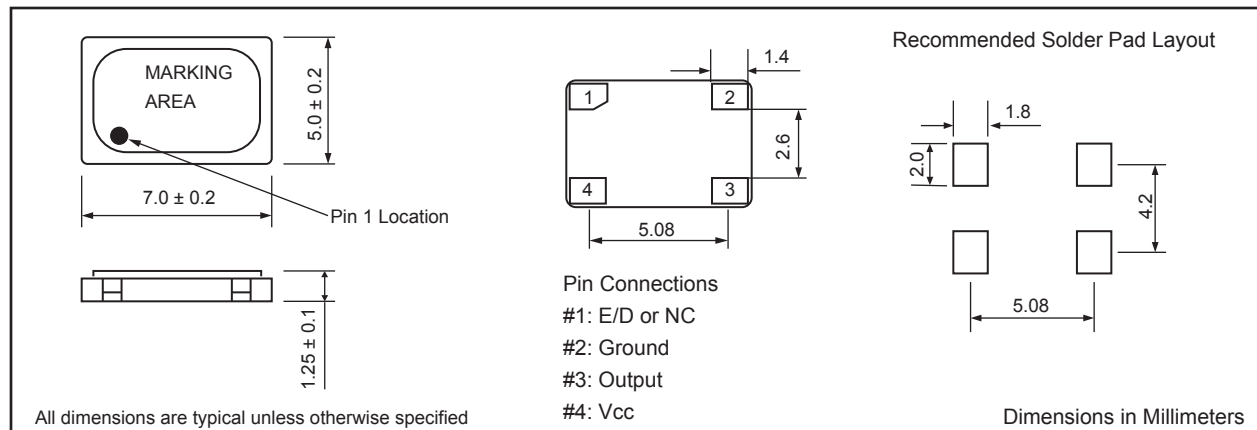 MARKING
AREA
5.0 ± 0.2
7.0 ± 0.2
Pin 1 Location
1.25 ± 0.1
All dimensions are typical unless otherwise specified
1.4
1
2
2.6
4
3
5.08
Pin Connections
#1: E/D or NC
#2: Ground
#3: Output
#4: Vcc
Recommended Solder Pad Layout
1.8
2.0
4.2
5.08
Dimensions in Millimeters